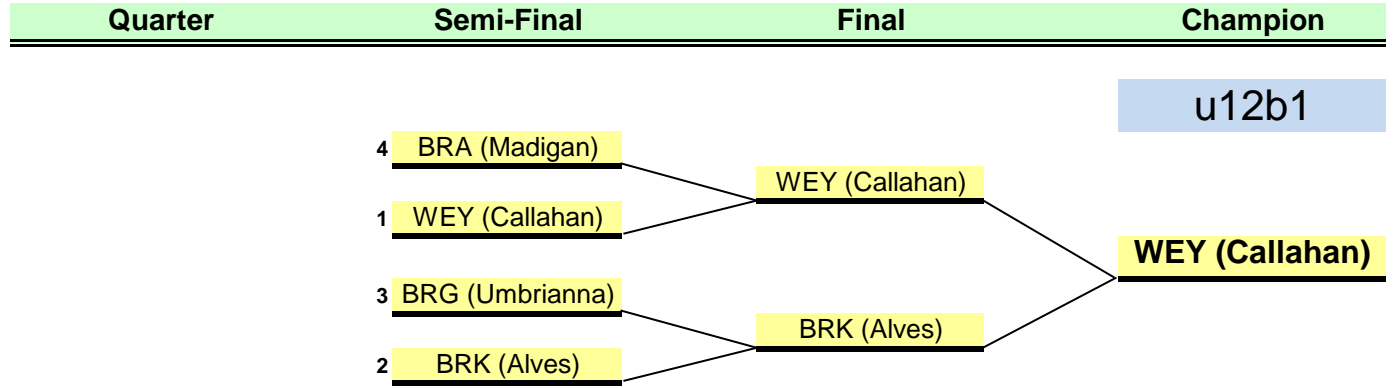 Quarter Semi-Final Final Champion
u12b1
4 BRA (Madigan)
WEY (Callahan)
1 WEY (Callahan)
WEY (Callahan)
3 BRG (Umbrianna)
BRK (Alves)
2 BRK (Alves)